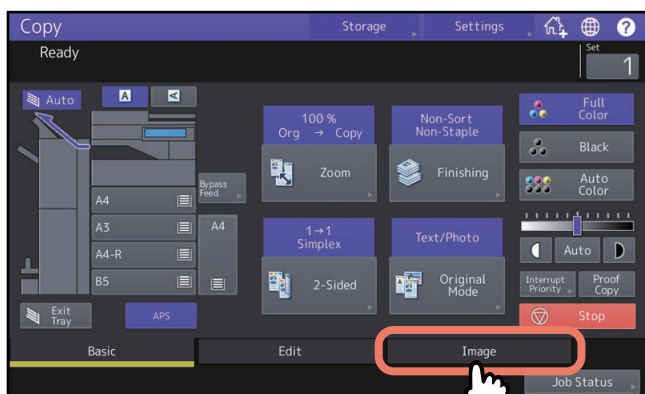 Copy
Storage
Settings
?
Ready
Set
1
Auto
A
A
100 %
Org → Copy
Zoom
Non-Sort
Non-Staple
Finishing
Full
Color
Black
Auto
Color
A4
A3
A4-R
B5
Bypass
Feed
A4
1→1
Simplex
2-Sided
Text/Photo
Original
Mode
Auto
Interrupt
Priority
Proof
Copy
Exit
Tray
APS
Stop
Basic
Edit
Image
Job Status